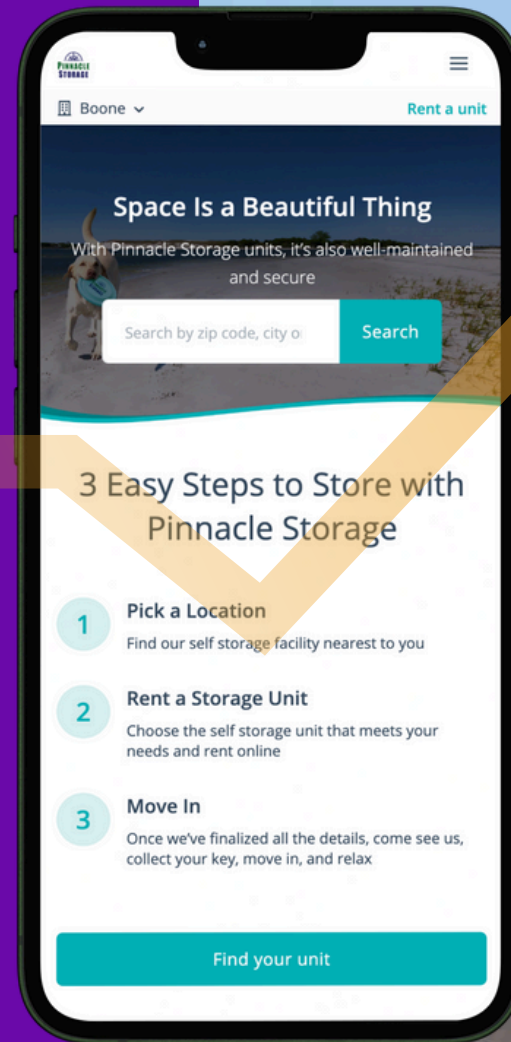 PINNACLE
STORAGE
Boone
Rent a unit
Space Is a Beautiful Thing
With Pinnacle Storage units, it's also well-maintained
and secure
Search by zip code, city o
Search
3 Easy Steps to Store with
Pinnacle Storage
1
Pick a Location
Find our self storage facility nearest to you
2
Rent a Storage Unit
Choose the self storage unit that meets your
needs and rent online
3
Move In
Once we've finalized all the details, come see us,
collect your key, move in, and relax
Find your unit